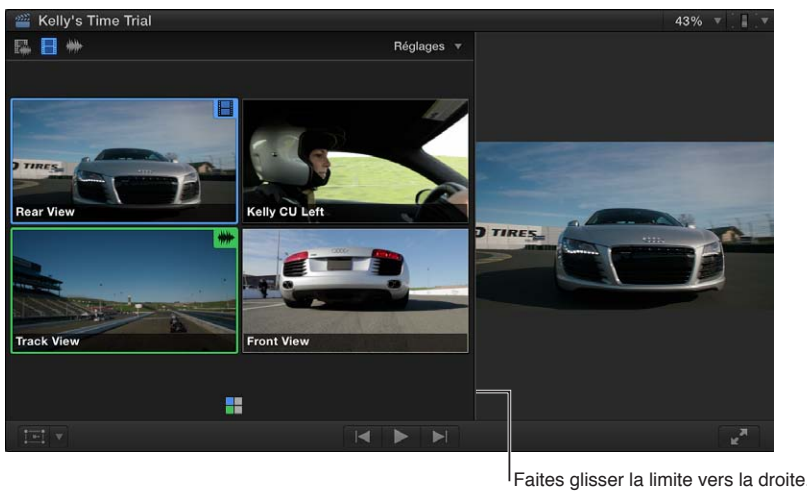 Kelly's Time Trial
43%
Réglages
TIRES
Rear View
Kelly CU Left
TIRES
Track View
Front View
Faites glisser la limite vers la droite